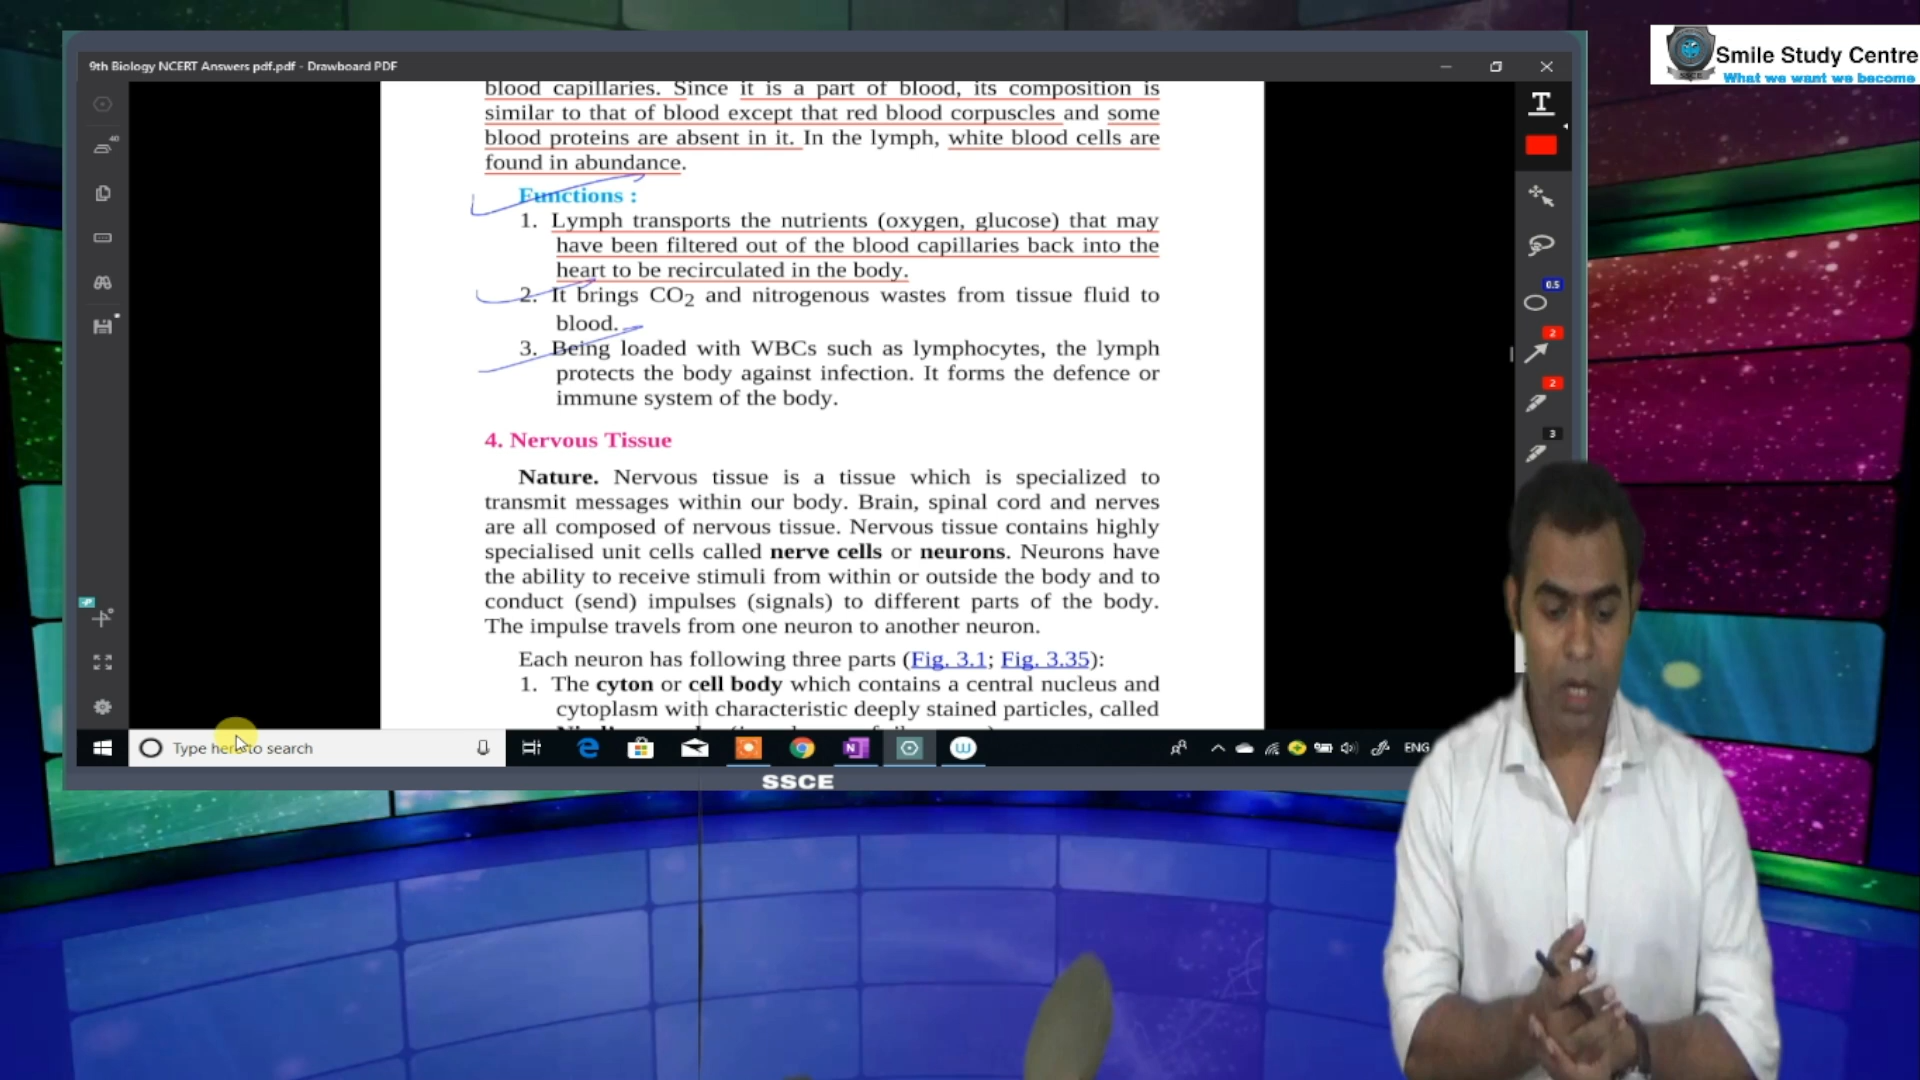 Smile Study Centre
What we want we become
SSCE
9th Biology NCERT Answers pdf.pdf - Drawboard PDF
blood capillaries. Since it is a part of blood, its composition is
similar to that of blood except that red blood corpuscles and some
blood proteins are absent in it. In the lymph, white blood cells are
found in abundance.
Functions :
1. Lymph transports the nutrients (oxygen, glucose) that may
have been filtered out of the blood capillaries back into the
heart to be recirculated in the body.
2. It brings CO2 and nitrogenous wastes from tissue fluid to
blood.
3. Being loaded with WBCs such as lymphocytes, the lymph
protects the body against infection. It forms the defence or
immune system of the body.
4. Nervous Tissue
Nature. Nervous tissue is a tissue which is specialized to
transmit messages within our body. Brain, spinal cord and nerves
are all composed of nervous tissue. Nervous tissue contains highly
specialised unit cells called nerve cells or neurons. Neurons have
the ability to receive stimuli from within or outside the body and to
conduct (send) impulses (signals) to different parts of the body.
The impulse travels from one neuron to another neuron.
Each neuron has following three parts (Fig. 3.1; Fig. 3.35):
1. The cyton or cell body which contains a central nucleus and
cytoplasm with characteristic deeply stained particles, called
40
T
0.5
2
2
3
Type here to search
ENG
SSCE